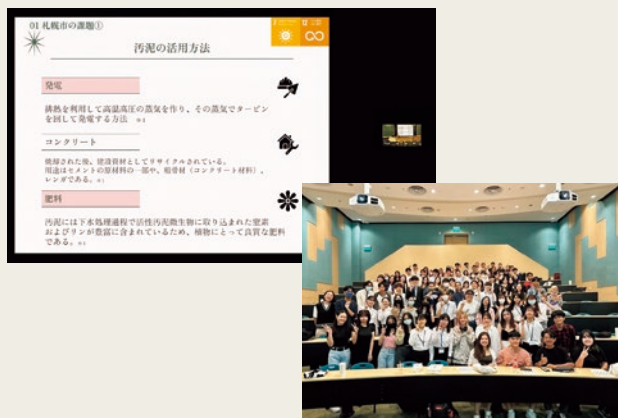 01 札幌市の課題①
汚泥の活用方法
発電
排熱を利用して高温高圧の蒸気を作り、その蒸気でタービン
を回して発電する方法
コンクリート
焼却された後、建設資材としてリサイクルされている。
用途はセメントの原材料の一部や、粗骨材（コンクリート材料）、
レンガである。
肥料
汚泥には下水処理過程で活性汚泥微生物に取り込まれた窒素
およびリンが豊富に含まれているため、植物にとって良質な肥料
である。